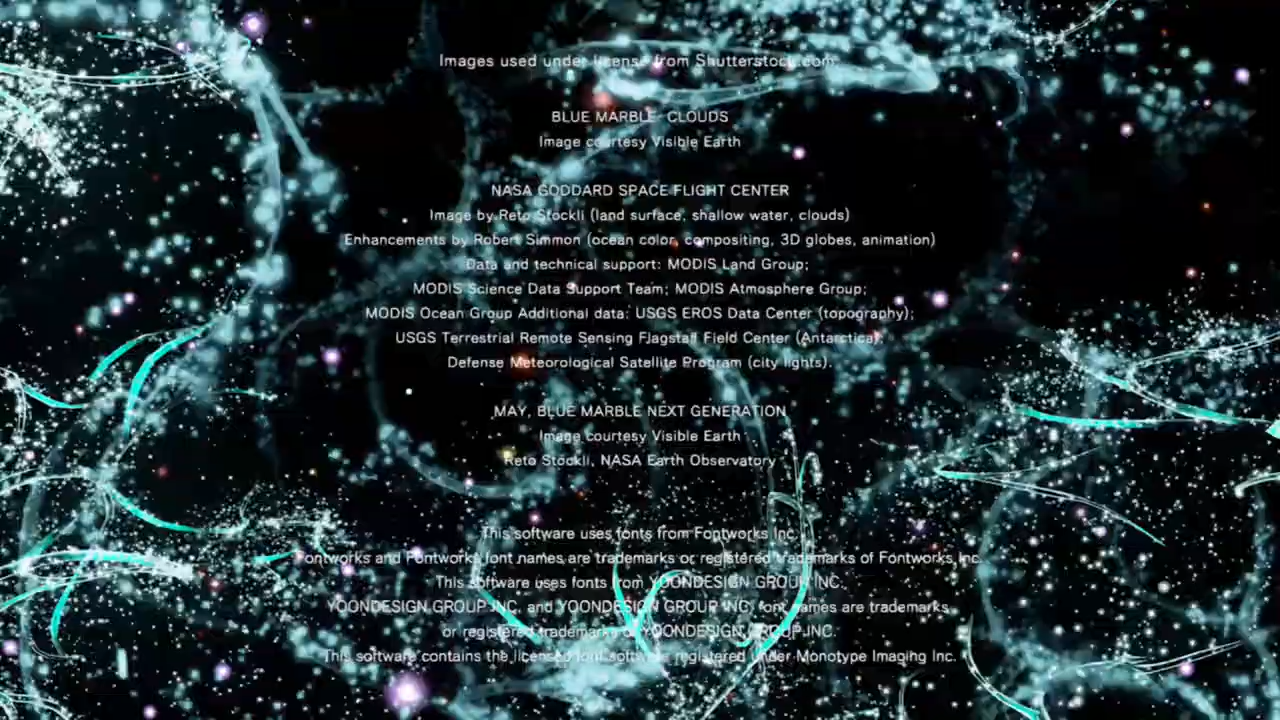 Images used under license from Shutterstock.com.
BLUE MARBLE: CLOUDS
Image courtesy Visible Earth
NASA GODDARD SPACE FLIGHT CENTER
Image by Reto Stöckli (land surface, shallow water, clouds)
Enhancements by Robert Simmon (ocean color, compositing, 3D globes, animation)
Data and technical support: MODIS Land Group;
MODIS Science Data Support Team; MODIS Atmosphere Group;
MODIS Ocean Group Additional data: USGS EROS Data Center (topography);
USGS Terrestrial Remote Sensing Flagstaff Field Center (Antarctica);
Defense Meteorological Satellite Program (city lights).
MAY, BLUE MARBLE NEXT GENERATION
Image courtesy Visible Earth
Reto Stöckli, NASA Earth Observatory
This software uses fonts from Fontworks Inc.
Fontworks and Fontworks font names are trademarks or registered trademarks of Fontworks Inc.
This software uses fonts from YOONDESIGN GROUP INC.
YOONDESIGN GROUP INC. and YOONDESIGN GROUP INC. font names are trademarks
or registered trademarks of YOONDESIGN GROUP INC.
This software contains the licensed font software registered under Monotype Imaging Inc.